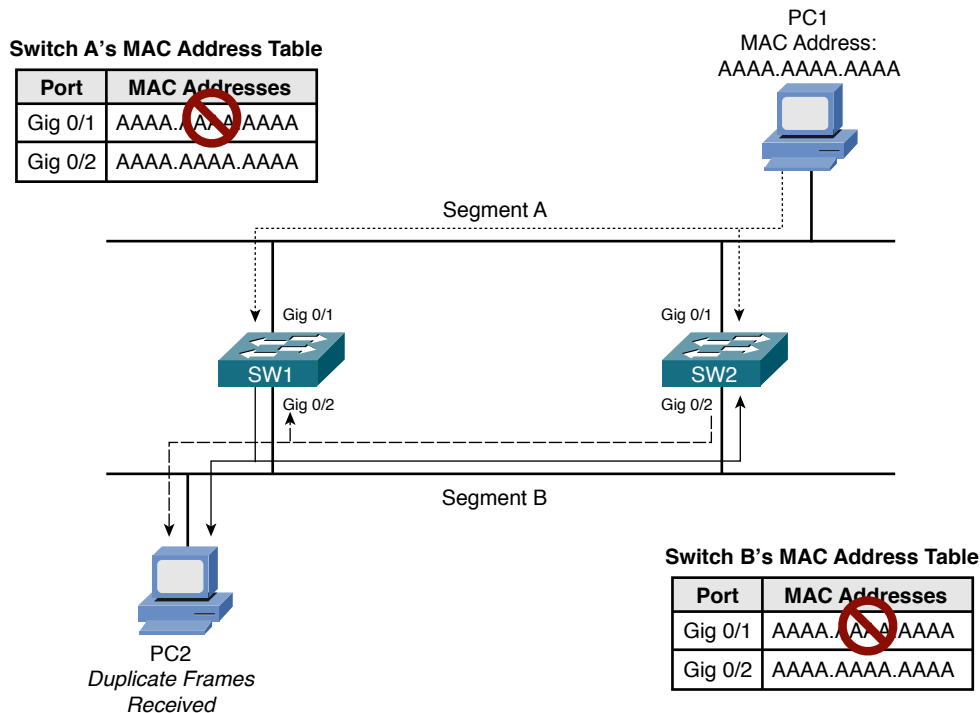 PC1
MAC Address:
AAAA.AAAA.AAAA
Switch A's MAC Address Table
Port MAC Addresses
Gig 0/1 AAAA.AAAA.AAAA
Gig 0/2 AAAA.AAAA.AAAA
Segment A
Gig 0/1
Gig 0/1
SW1
SW2
Gig 0/2
Gig 0/2
Segment B
PC2
Duplicate Frames
Received
Switch B's MAC Address Table
Port MAC Addresses
Gig 0/1 AAAA.AAAA.AAAA
Gig 0/2 AAAA.AAAA.AAAA